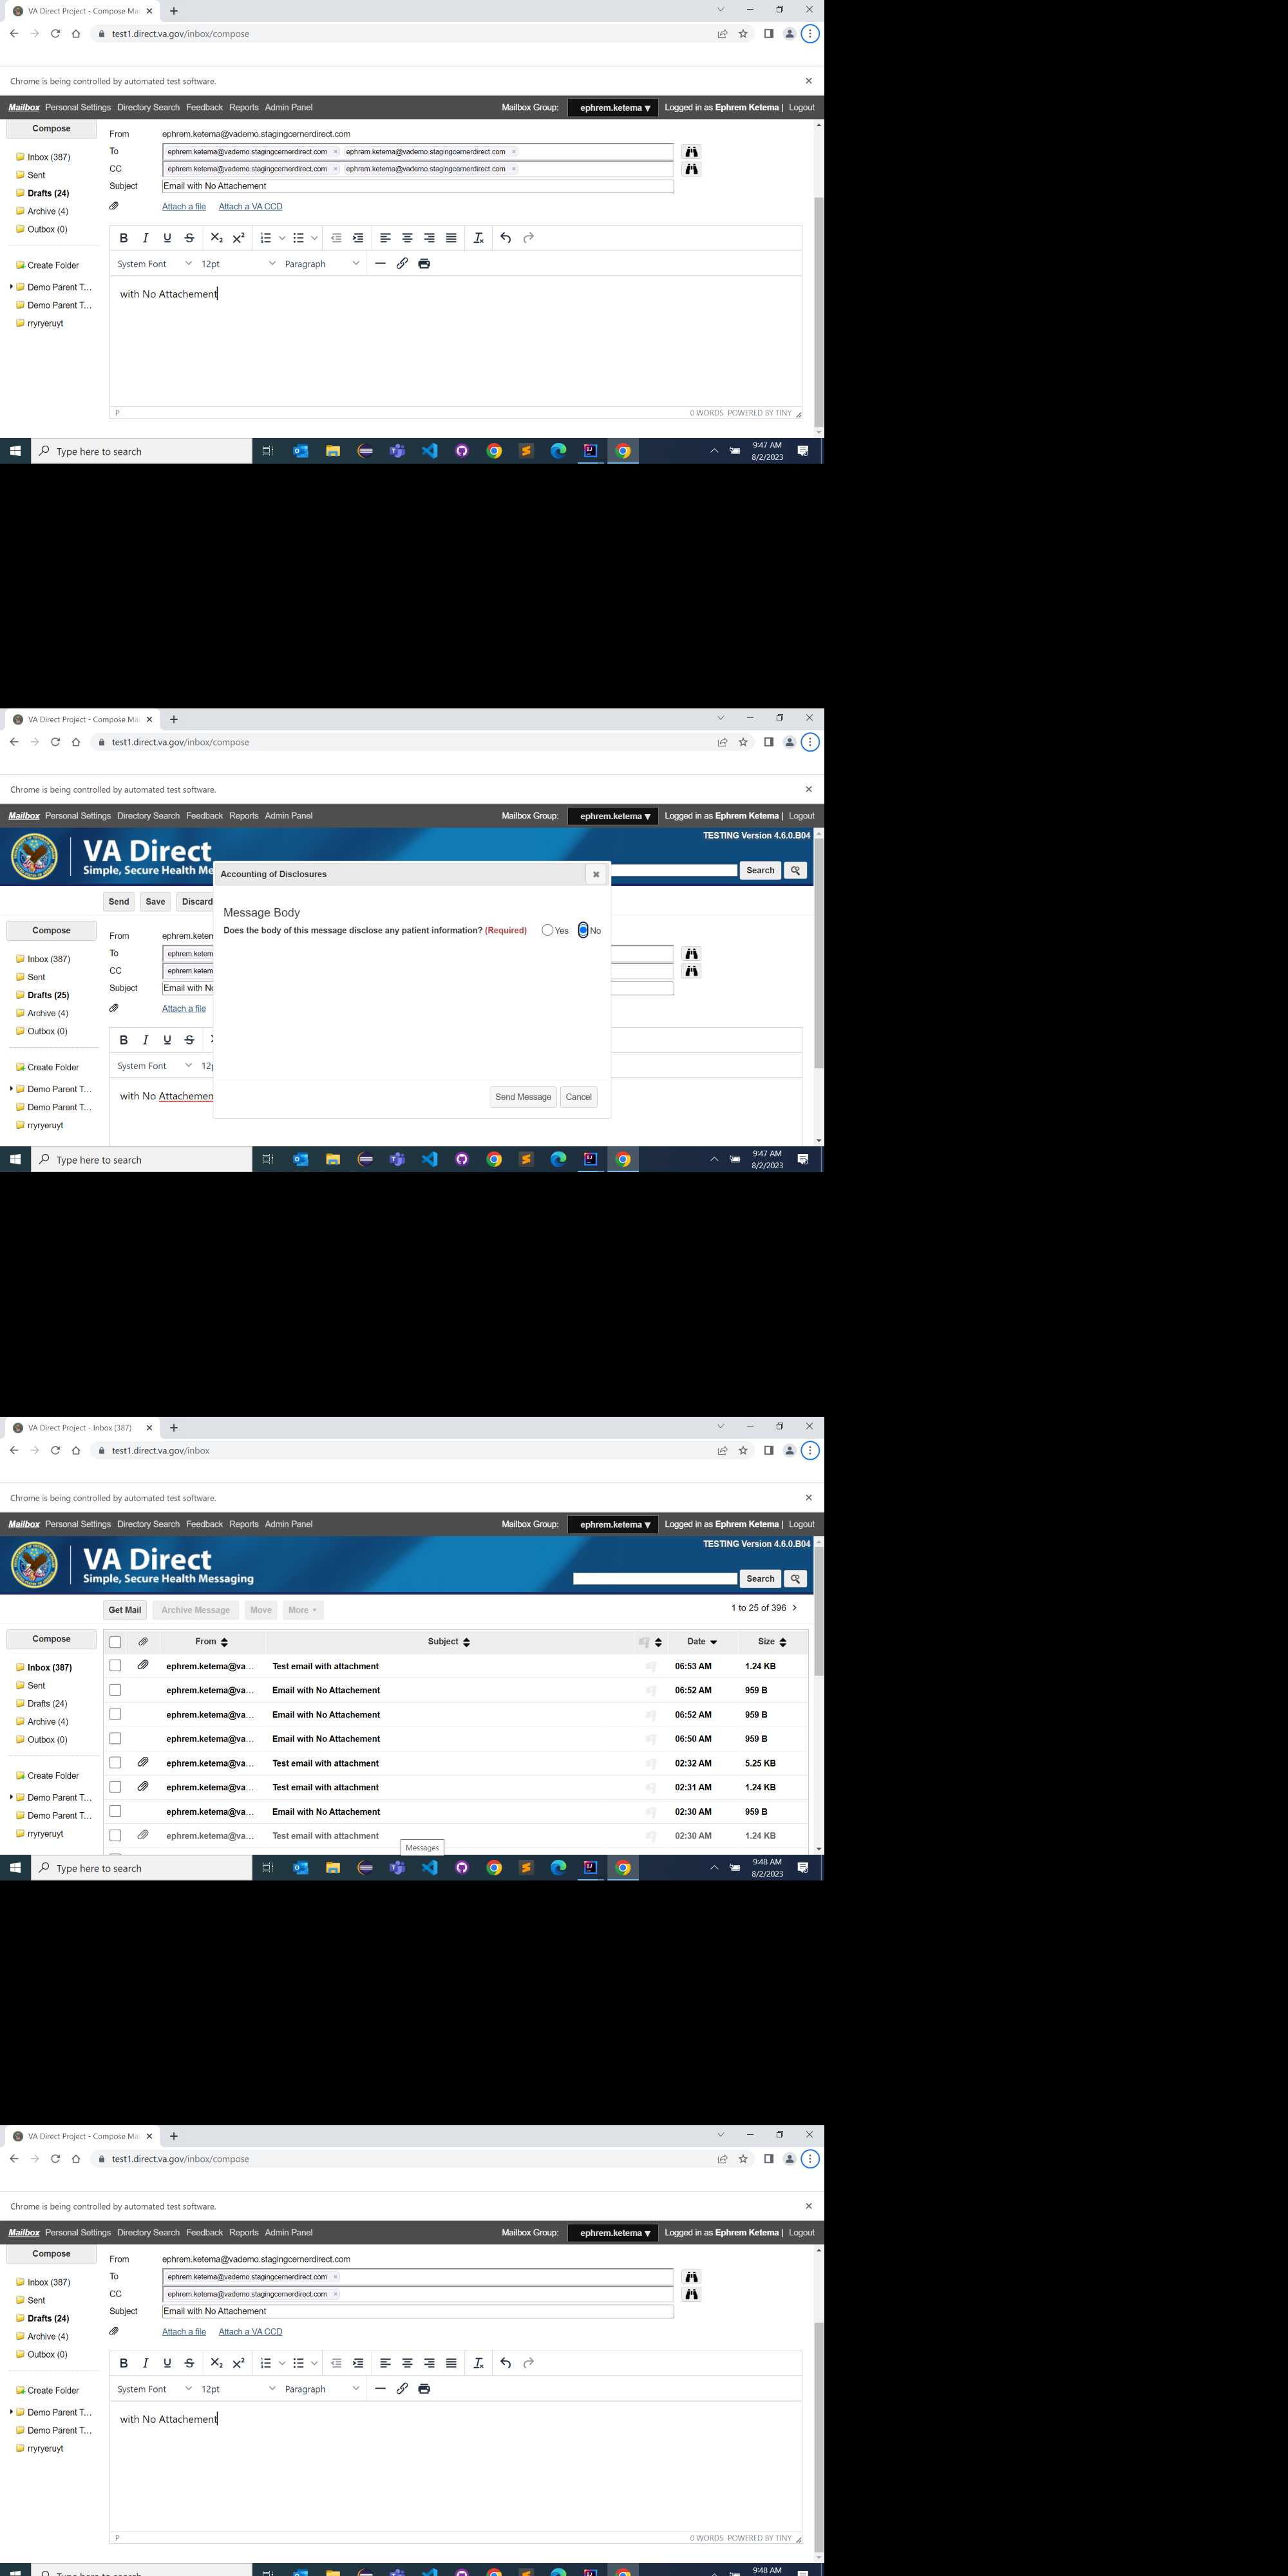 VA Direct Project - Compose Ma
test1.direct.va.gov/inbox/compose
Chrome is being controlled by automated test software.
Mailbox Personal Settings Directory Search Feedback Reports Admin Panel Mailbox Group: ephrem.ketema ▼ Logged in as Ephrem Ketema | Logout
Compose
From ephrem.ketema@vademo.stagingcernerdirect.com
To ephrem.ketema@vademo.stagingcernerdirect.com × ephrem.ketema@vademo.stagingcernerdirect.com ×
CC ephrem.ketema@vademo.stagingcernerdirect.com × ephrem.ketema@vademo.stagingcernerdirect.com ×
Subject Email with No Attachement
Attach a file Attach a VA CCD
Inbox (387)
Sent
Drafts (24)
Archive (4)
Outbox (0)
Create Folder
Demo Parent T...
Demo Parent T...
rryryeruyt
System Font 12pt Paragraph
with No Attachement
P 0 WORDS POWERED BY TINY
Type here to search
9:47 AM
8/2/2023
VA Direct Project - Compose Ma
test1.direct.va.gov/inbox/compose
Chrome is being controlled by automated test software.
Mailbox Personal Settings Directory Search Feedback Reports Admin Panel Mailbox Group: ephrem.ketema ▼ Logged in as Ephrem Ketema | Logout
TESTING Version 4.6.0.B04
VA Direct
Simple, Secure Health Me
Search
Send Save Discard
Accounting of Disclosures
Message Body
Does the body of this message disclose any patient information? (Required) Yes No
Send Message Cancel
Compose
From ephrem.keten
To ephrem.ketem
CC ephrem.ketem
Subject Email with No
Attach a file
Inbox (387)
Sent
Drafts (25)
Archive (4)
Outbox (0)
Create Folder
Demo Parent T...
Demo Parent T...
rryryeruyt
System Font 12p
with No Attachemen
Type here to search
9:47 AM
8/2/2023
VA Direct Project - Inbox (387)
test1.direct.va.gov/inbox
Chrome is being controlled by automated test software.
Mailbox Personal Settings Directory Search Feedback Reports Admin Panel Mailbox Group: ephrem.ketema ▼ Logged in as Ephrem Ketema | Logout
TESTING Version 4.6.0.B04
VA Direct
Simple, Secure Health Messaging
Search
Get Mail Archive Message Move More 1 to 25 of 396
Compose
Inbox (387)
Sent
Drafts (24)
Archive (4)
Outbox (0)
Create Folder
Demo Parent T...
Demo Parent T...
rryryeruyt
From Subject Date Size
ephrem.ketema@va... Test email with attachment 06:53 AM 1.24 KB
ephrem.ketema@va... Email with No Attachement 06:52 AM 959 B
ephrem.ketema@va... Email with No Attachement 06:52 AM 959 B
ephrem.ketema@va... Email with No Attachement 06:50 AM 959 B
ephrem.ketema@va... Test email with attachment 02:32 AM 5.25 KB
ephrem.ketema@va... Test email with attachment 02:31 AM 1.24 KB
ephrem.ketema@va... Email with No Attachement 02:30 AM 959 B
ephrem.ketema@va... Test email with attachment 02:30 AM 1.24 KB
Messages
Type here to search
9:48 AM
8/2/2023
VA Direct Project - Compose Ma
test1.direct.va.gov/inbox/compose
Chrome is being controlled by automated test software.
Mailbox Personal Settings Directory Search Feedback Reports Admin Panel Mailbox Group: ephrem.ketema ▼ Logged in as Ephrem Ketema | Logout
Compose
From ephrem.ketema@vademo.stagingcernerdirect.com
To ephrem.ketema@vademo.stagingcernerdirect.com ×
CC ephrem.ketema@vademo.stagingcernerdirect.com ×
Subject Email with No Attachement
Attach a file Attach a VA CCD
Inbox (387)
Sent
Drafts (24)
Archive (4)
Outbox (0)
Create Folder
Demo Parent T...
Demo Parent T...
rryryeruyt
System Font 12pt Paragraph
with No Attachement
P 0 WORDS POWERED BY TINY
Type here to search
9:48 AM